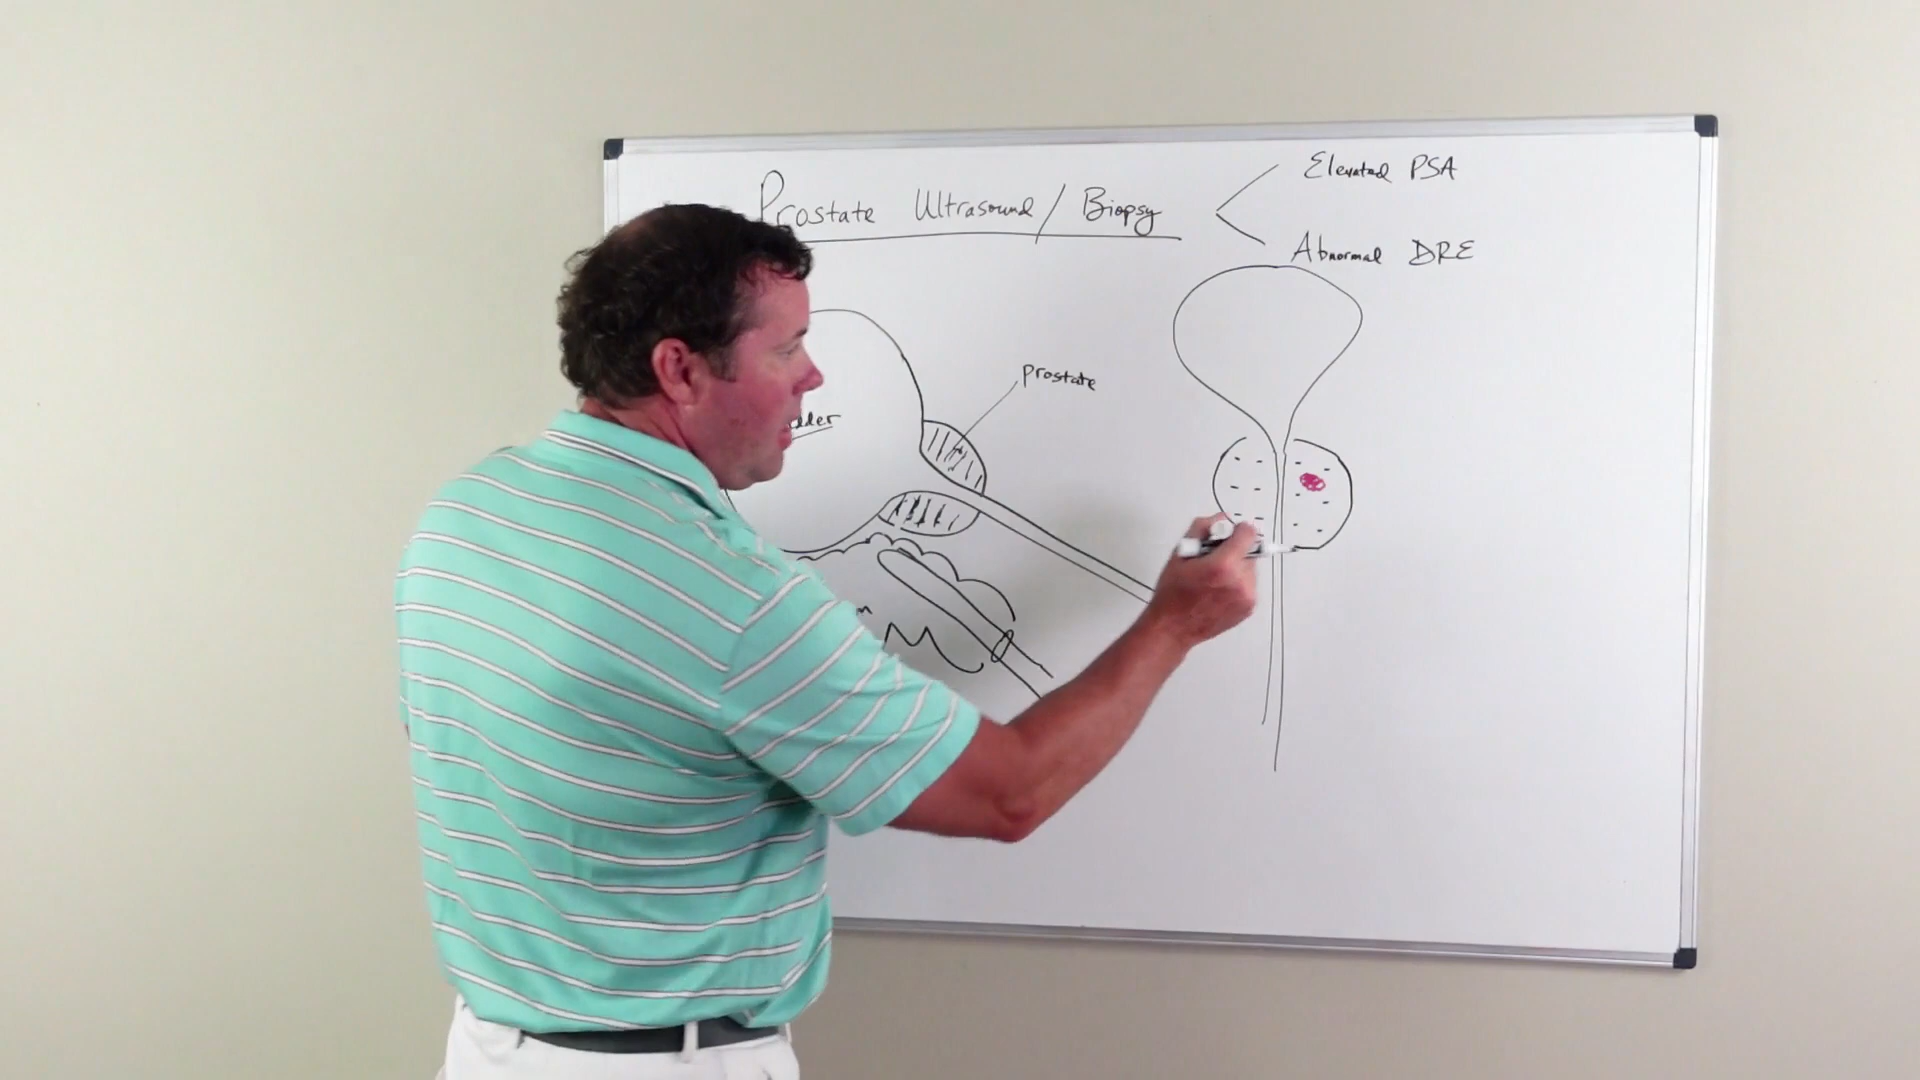 Prostate Ultrasound / Biopsy
Elevated PSA
Abnormal DRE
prostate